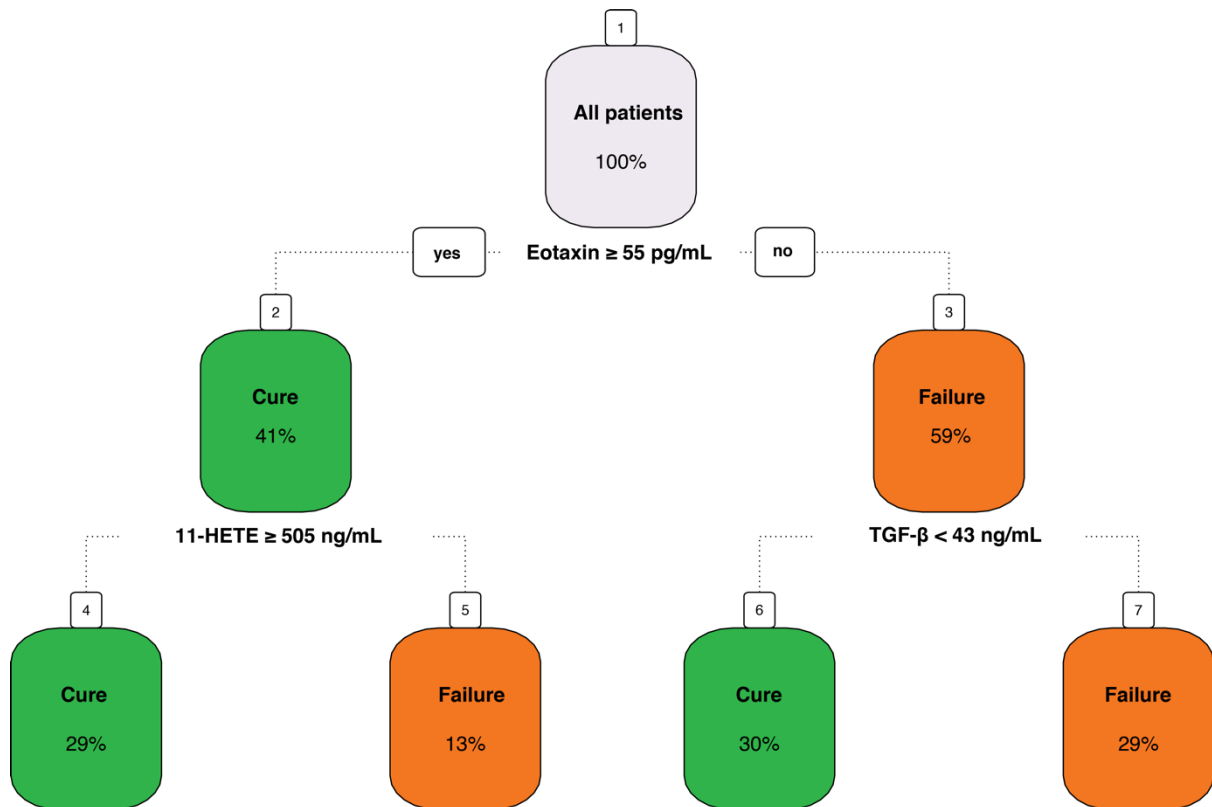 1
All patients
100%
yes
Eotaxin ≥ 55 pg/mL
no
2
3
Cure
41%
Failure
59%
11-HETE ≥ 505 ng/mL
TGF-β < 43 ng/mL
4
5
6
7
Cure
29%
Failure
13%
Cure
30%
Failure
29%